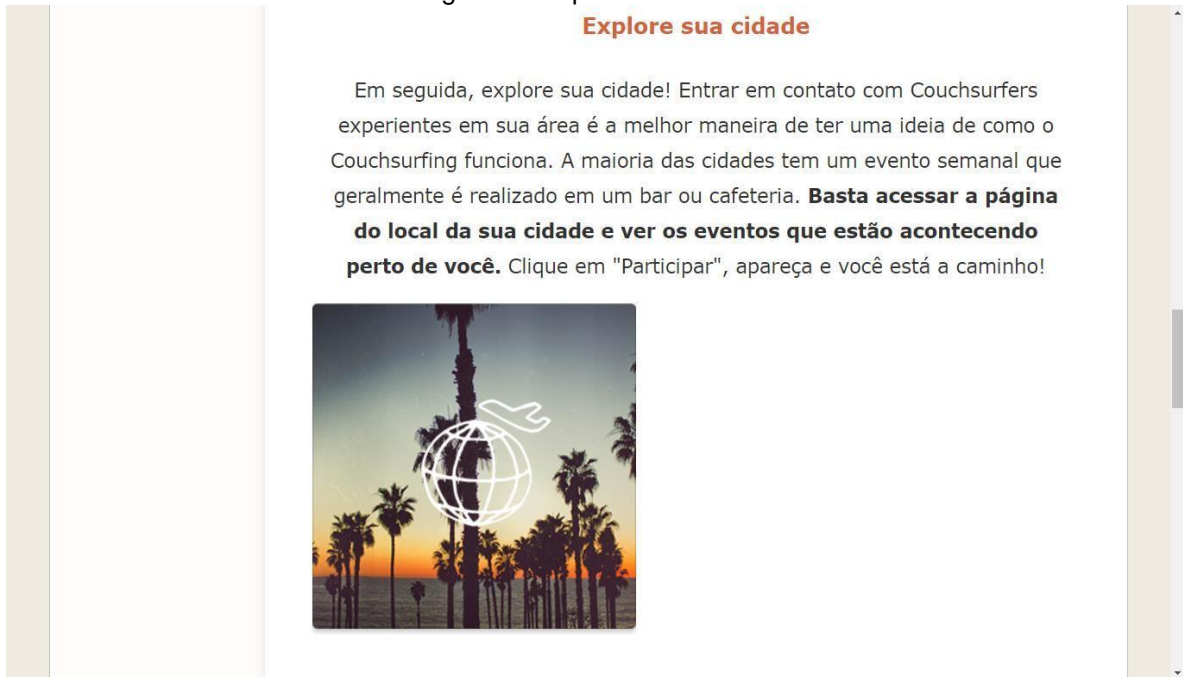 Explore sua cidade
Em seguida, explore sua cidade! Entrar em contato com Couchsurfers
experientes em sua área é a melhor maneira de ter uma ideia de como o
Couchsurfing funciona. A maioria das cidades tem um evento semanal que
geralmente é realizado em um bar ou cafeteria. Basta acessar a página
do local da sua cidade e ver os eventos que estão acontecendo
perto de você. Clique em "Participar", apareça e você está a caminho!